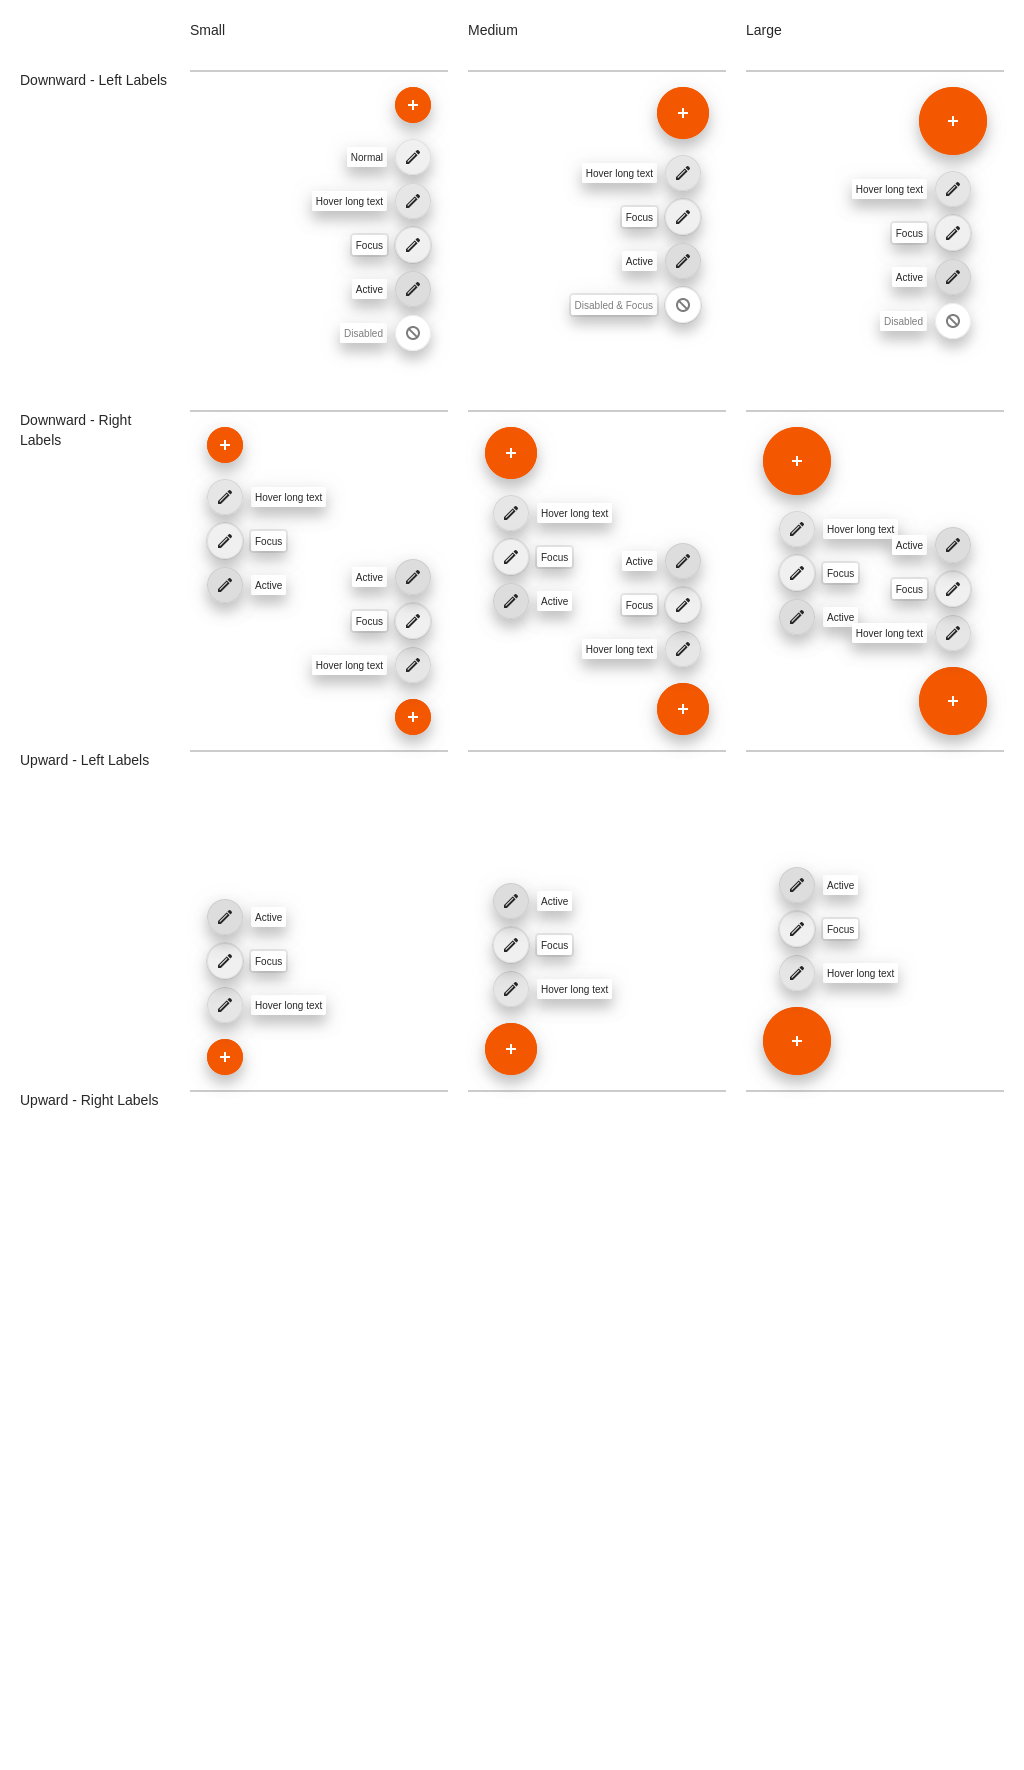 Small
Medium
Large
Downward - Left Labels
Normal
Hover long text
Focus
Active
Disabled
Hover long text
Focus
Active
Disabled & Focus
Hover long text
Focus
Active
Disabled
Downward - Right
Labels
Hover long text
Focus
Active
Active
Focus
Hover long text
Hover long text
Focus
Active
Active
Focus
Hover long text
Hover long text
Focus
Active
Active
Focus
Hover long text
Upward - Left Labels
Active
Focus
Hover long text
Active
Focus
Hover long text
Active
Focus
Hover long text
Upward - Right Labels